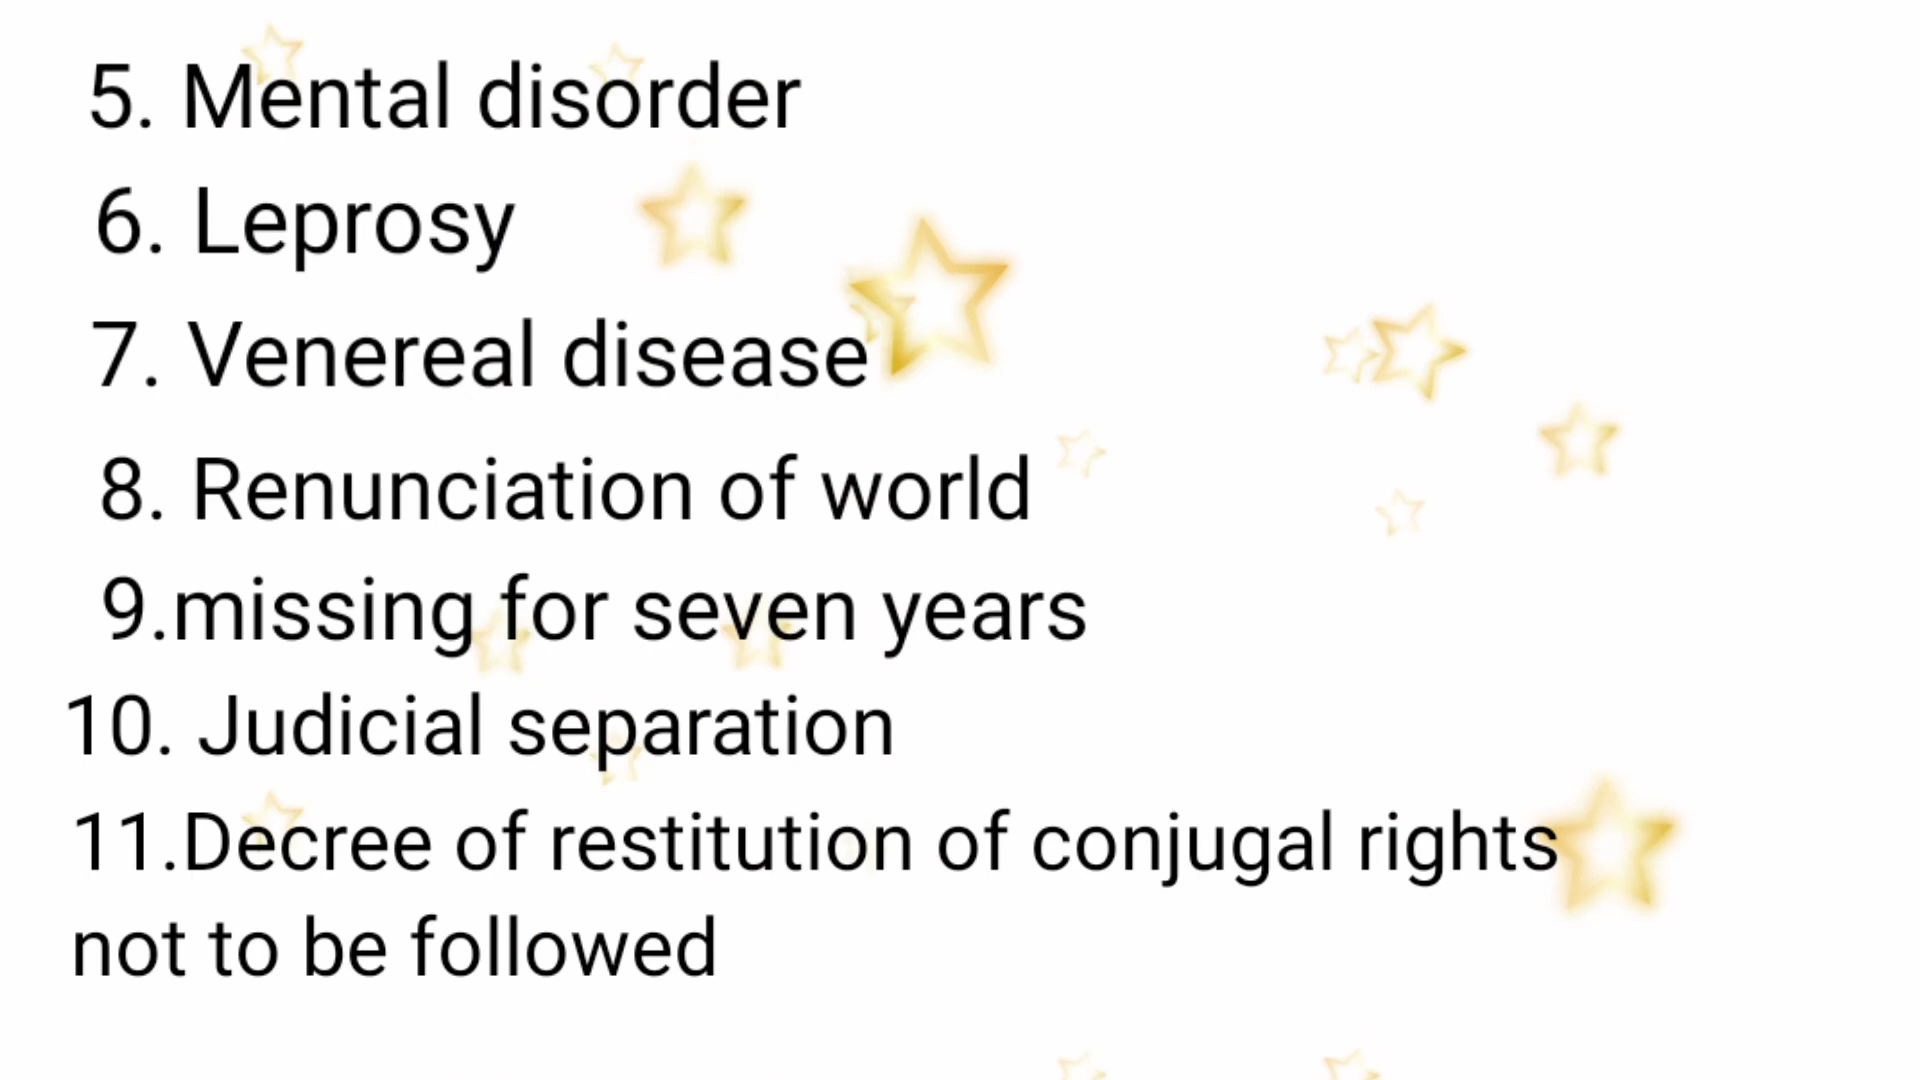 5. Mental disorder
6. Leprosy
7. Venereal disease
8. Renunciation of world
9.missing for seven years
10. Judicial separation
11.Decree of restitution of conjugal rights
not to be followed